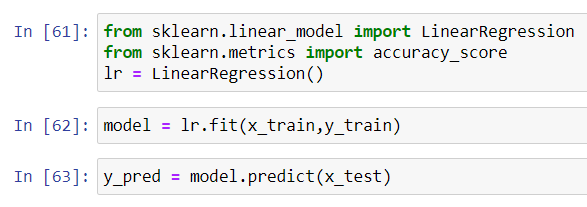 In [61]: from sklearn.linear_model import LinearRegression
from sklearn.metrics import accuracy_score
lr = LinearRegression()
In [62]: model = lr.fit(x_train,y_train)
In [63]: y_pred = model.predict(x_test)